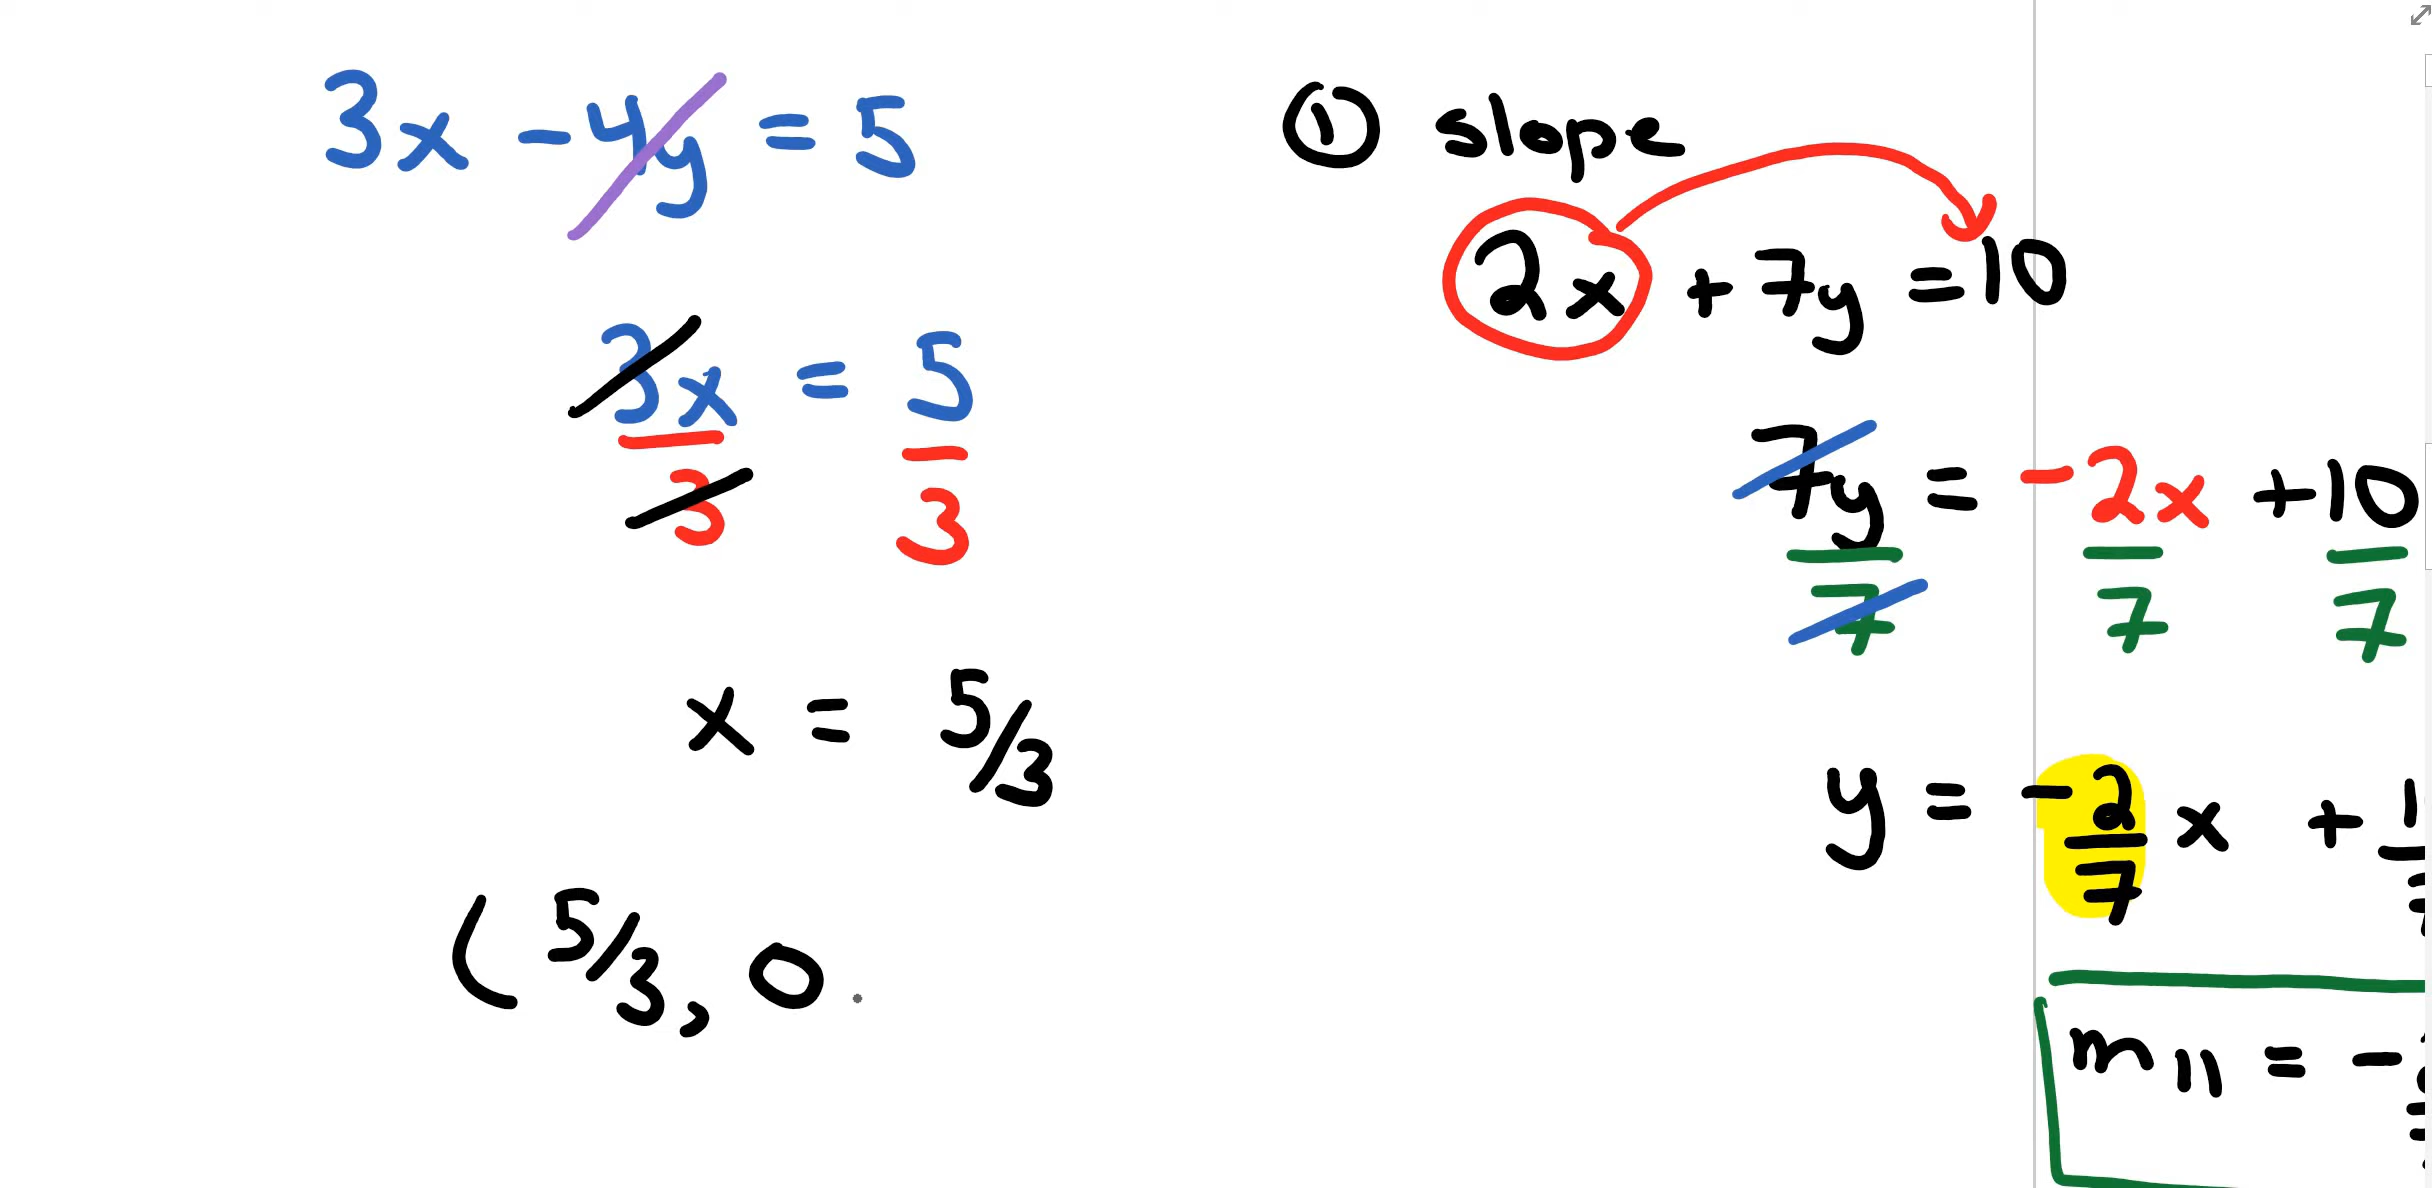 3x - 4y = 5
3x = 5
3 3
x = 5/3
(5/3, 0
① slope
2x + 7y = 10
7y = -2x + 10
7 7 7
y = -2/7 x +
m || = -